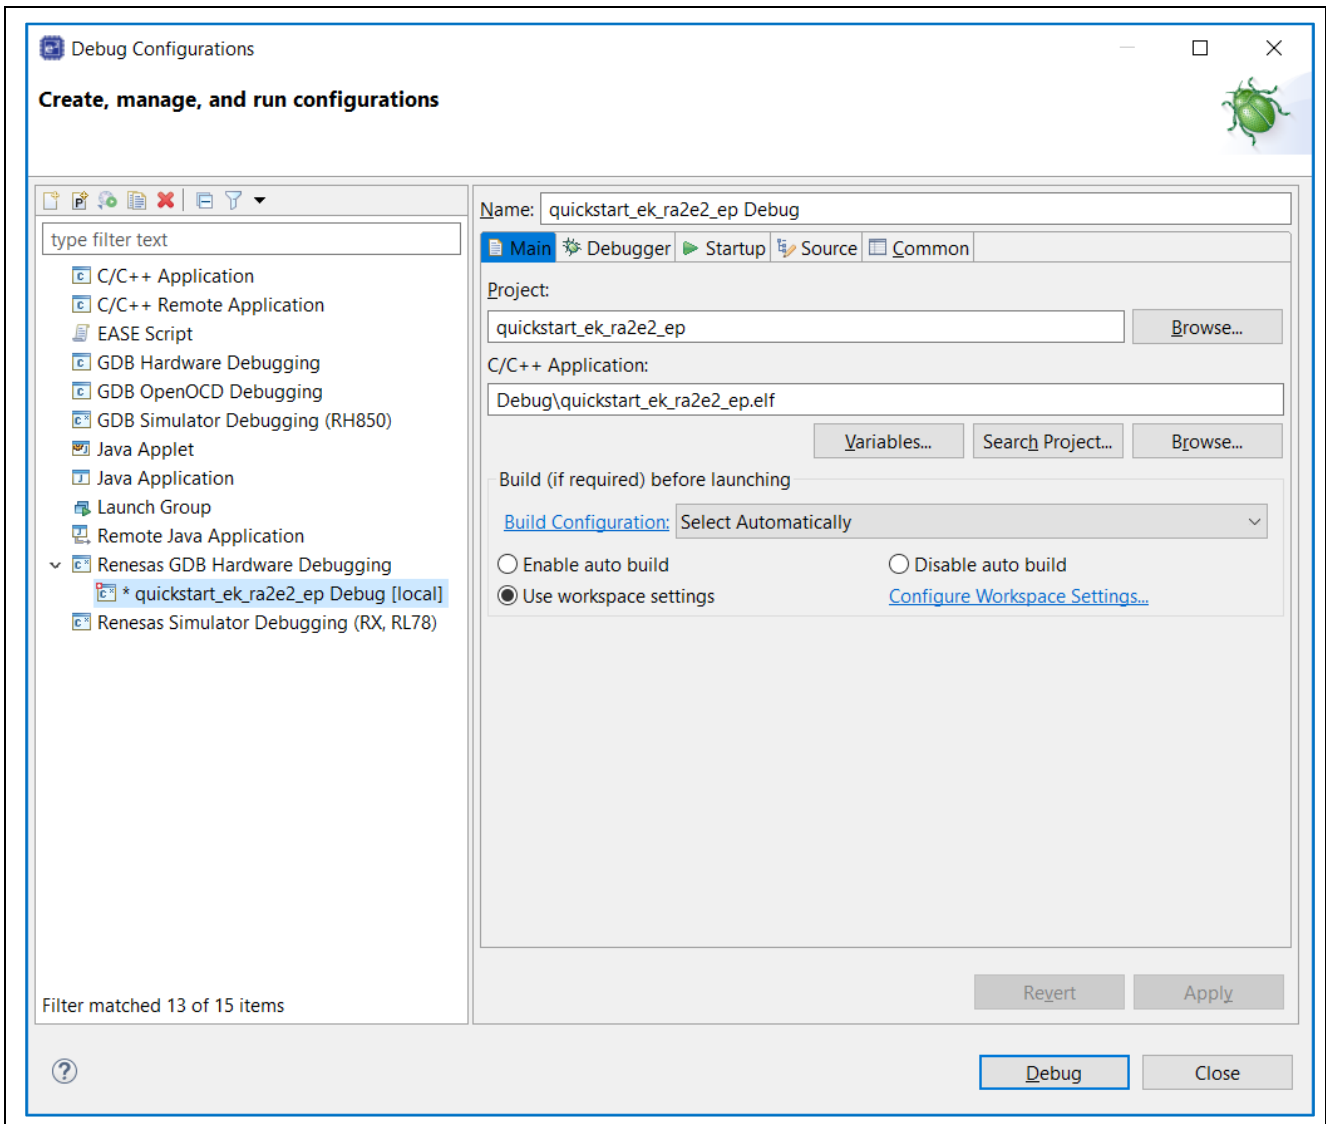 Debug Configurations
Create, manage, and run configurations
type filter text
C/C++ Application
C/C++ Remote Application
EASE Script
GDB Hardware Debugging
GDB OpenOCD Debugging
GDB Simulator Debugging (RH850)
Java Applet
Java Application
Launch Group
Remote Java Application
Renesas GDB Hardware Debugging
* quickstart_ek_ra2e2_ep Debug [local]
Renesas Simulator Debugging (RX, RL78)
Filter matched 13 of 15 items
Name: quickstart_ek_ra2e2_ep Debug
Main Debugger Startup Source Common
Project:
quickstart_ek_ra2e2_ep Browse...
C/C++ Application:
Debug\quickstart_ek_ra2e2_ep.elf
Variables... Search Project... Browse...
Build (if required) before launching
Build Configuration: Select Automatically
Enable auto build Disable auto build
Use workspace settings Configure Workspace Settings...
Revert Apply
Debug Close